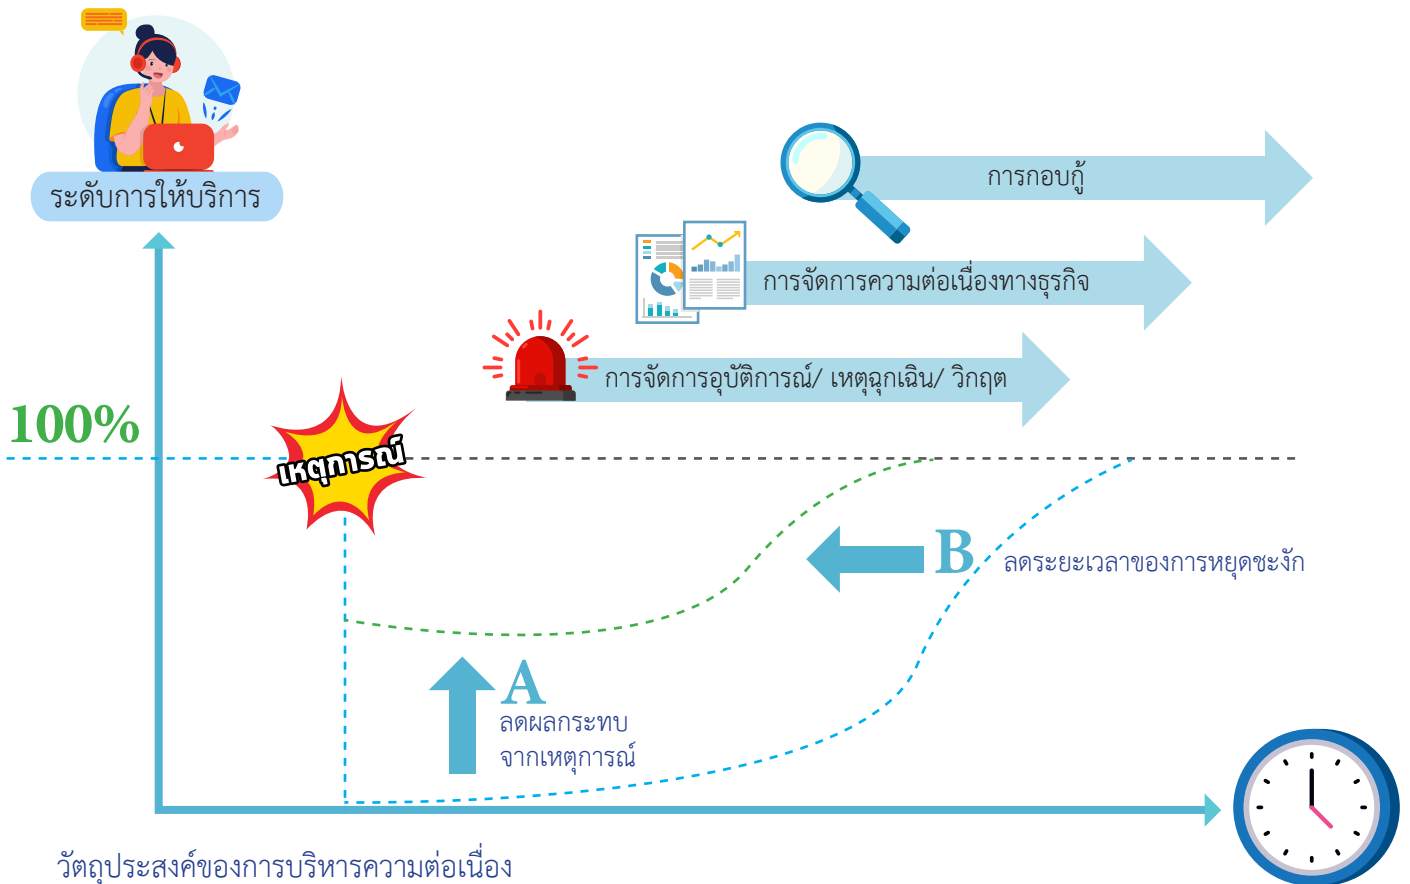 ระดับการให้บริการ
การกอบกู้
การจัดการความต่อเนื่องทางธุรกิจ
การจัดการอุบัติการณ์/ เหตุฉุกเฉิน/ วิกฤต
100%
เหตุการณ์
B
ลดระยะเวลาของการหยุดชะงัก
A
ลดผลกระทบ
จากเหตุการณ์
วัตถุประสงค์ของการบริหารความต่อเนื่อง